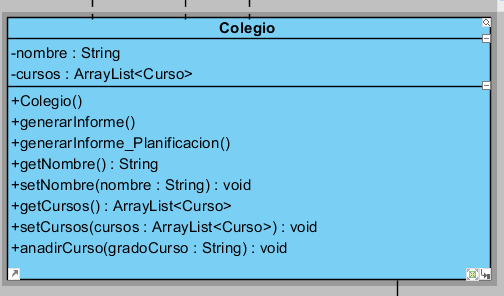 Colegio
-nombre : String
-cursos : ArrayList<Curso>
+Colegio()
+generarInforme()
+generarInforme_Planificacion()
+getNombre() : String
+setNombre(nombre : String) : void
+getCursos() : ArrayList<Curso>
+setCursos(cursos : ArrayList<Curso>) : void
+anadirCurso(gradoCurso : String) : void